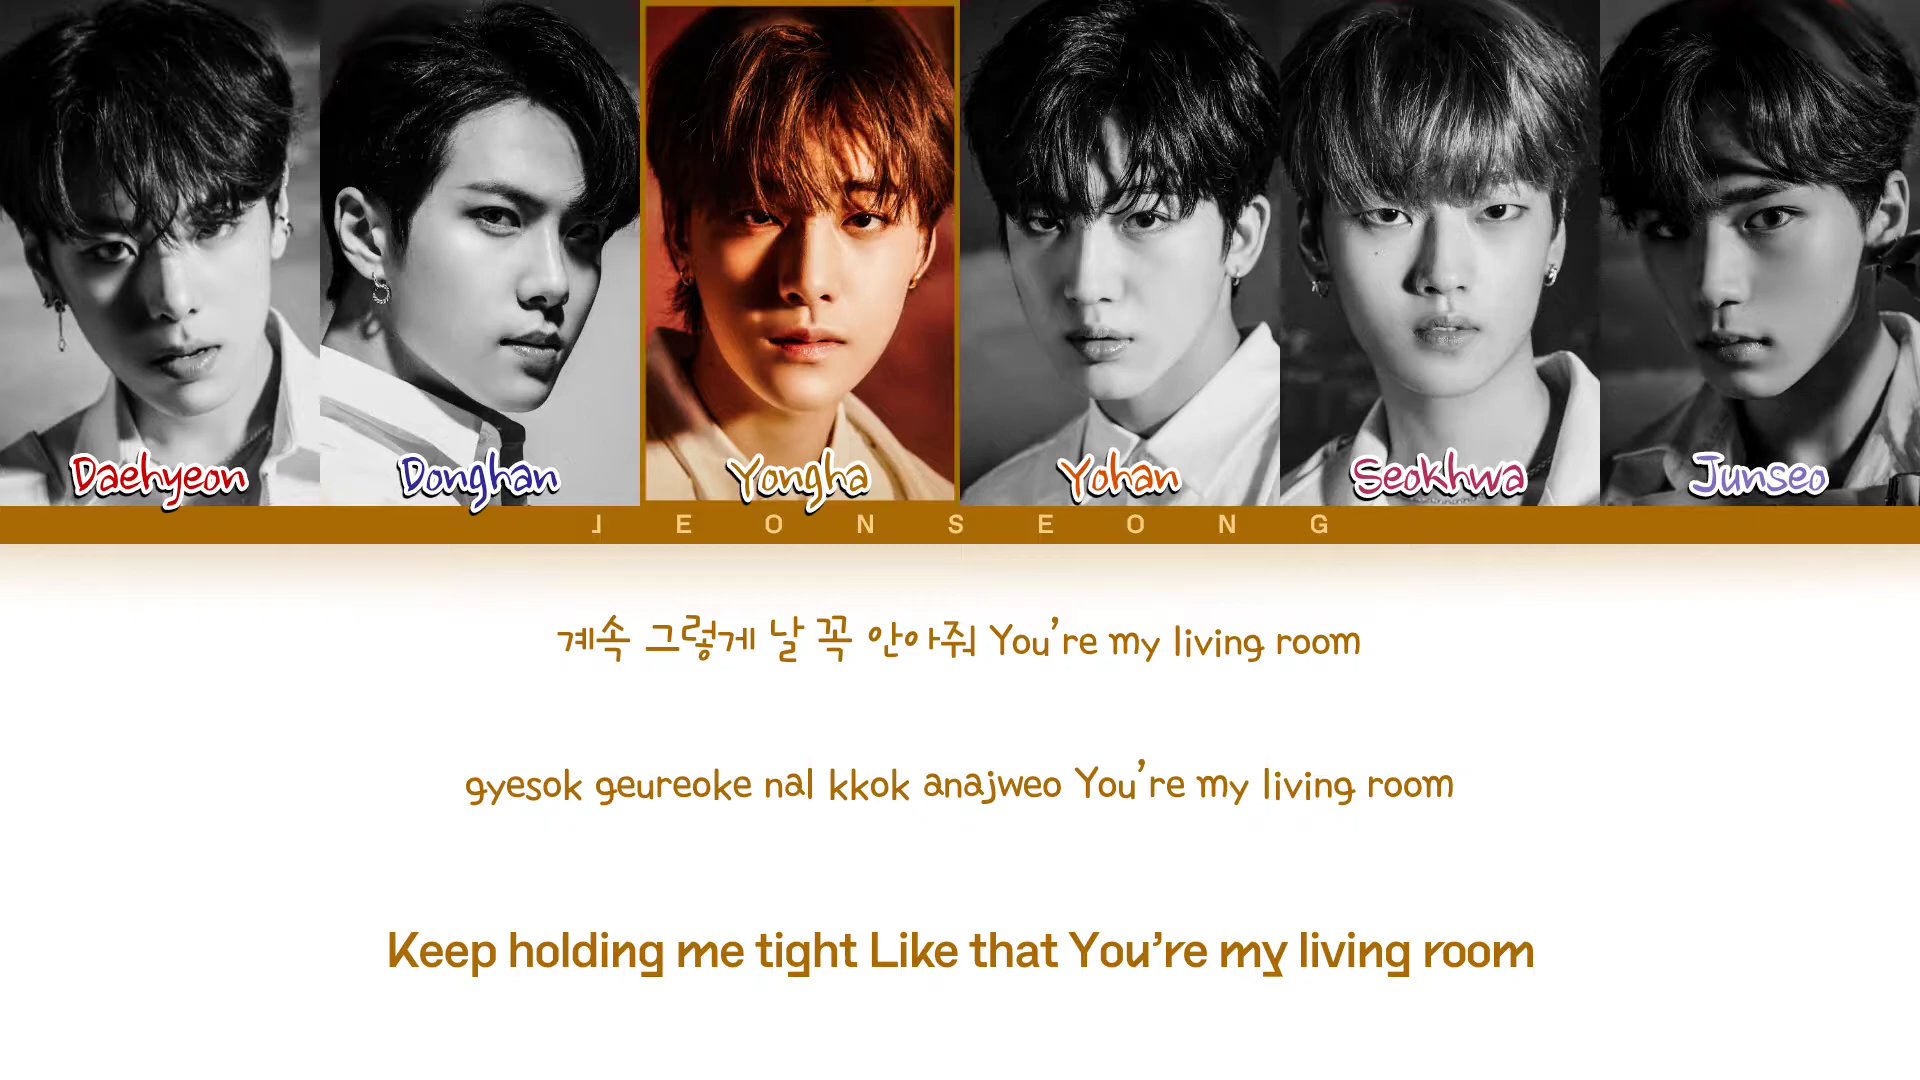 Daehyeon Donghan Yongha Yohan Seokhwa Junseo
JEONSEONG
계속 그렇게 날 꼭 안아줘 You're my living room
gyesok geureoke nal kkok anajweo You're my living room
Keep holding me tight Like that You're my living room